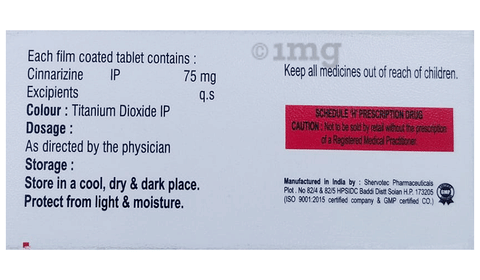 ©1mg
Each film coated tablet contains :
Cinnarizine IP 75 mg
Excipients q.s
Colour : Titanium Dioxide IP
Dosage :
As directed by the physician
Storage :
Store in a cool, dry & dark place.
Protect from light & moisture.
Keep all medicines out of reach of children.
SCHEDULE 'H' PRESCRIPTION DRUG
CAUTION : Not to be sold by retail without the prescription
of a Registered Medical Practitioner.
Manufactured in India by : Shervotec Pharmaceuticals
Plot . No 82/4 & 82/5 HPSIDC Baddi Distt Solan H.P. 173205
(ISO 9001:2015 certified company & GMP certified CO.)
GMP